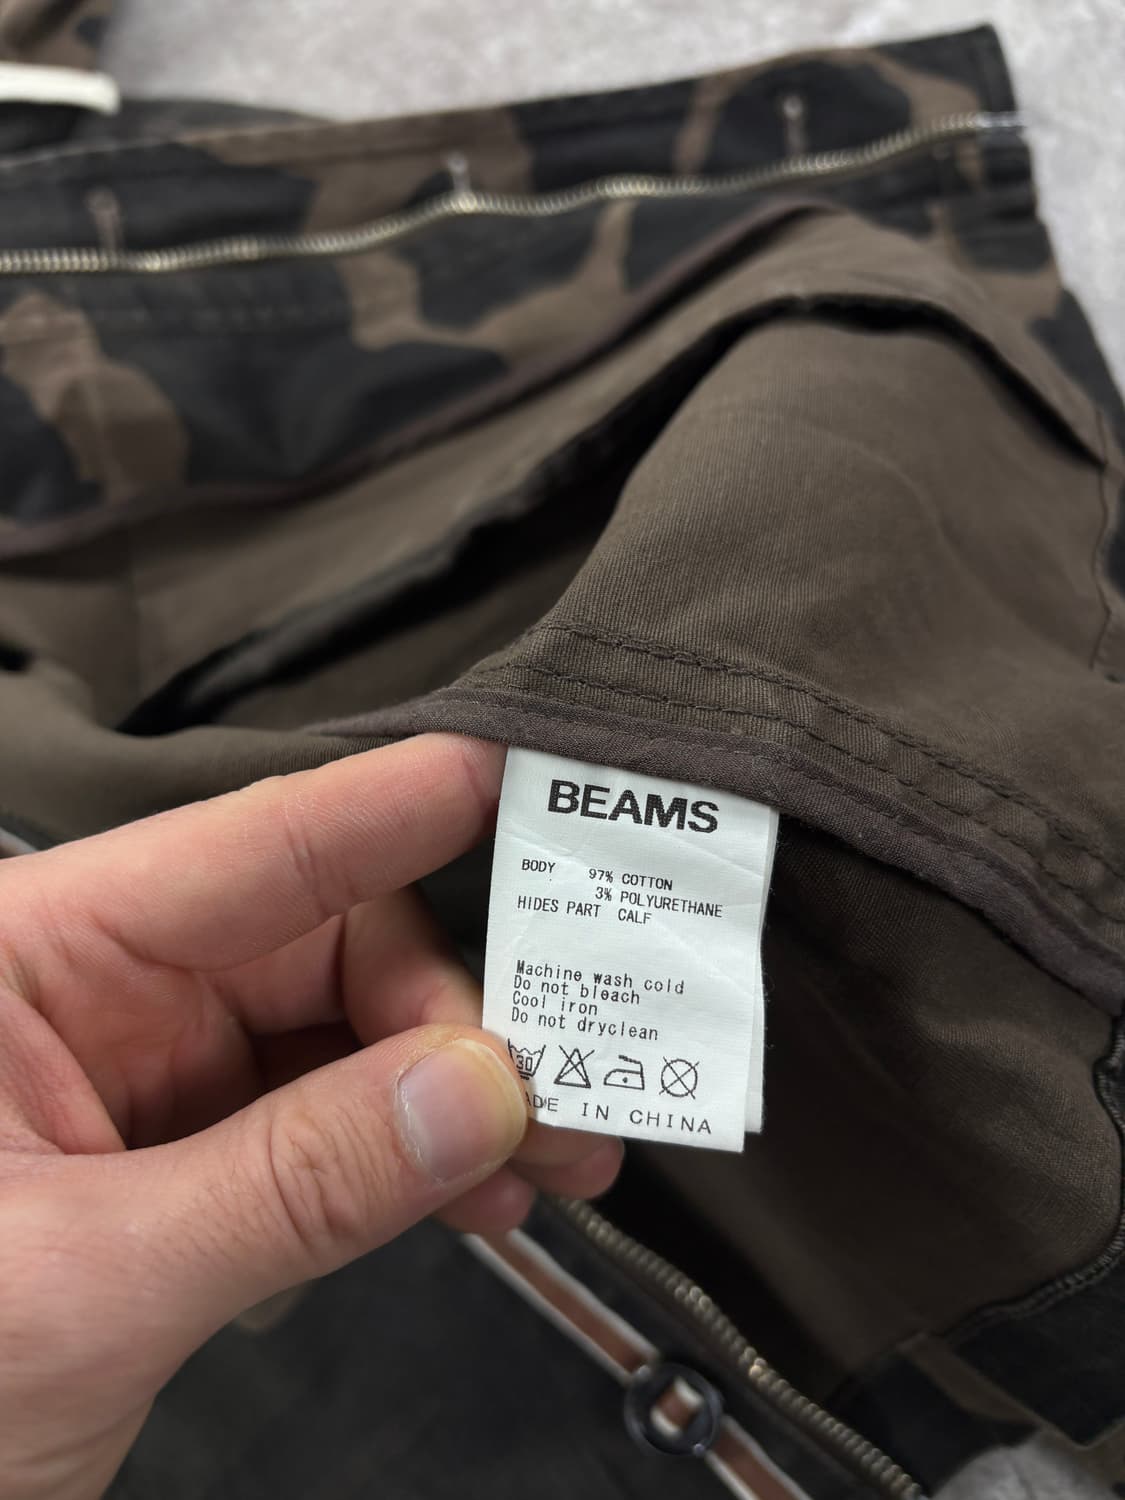 BEAMS
BODY 97% COTTON
3% POLYURETHANE
HIDES PART CALF
Machine wash cold
Do not bleach
Cool iron
Do not dryclean
30
IN CHINA